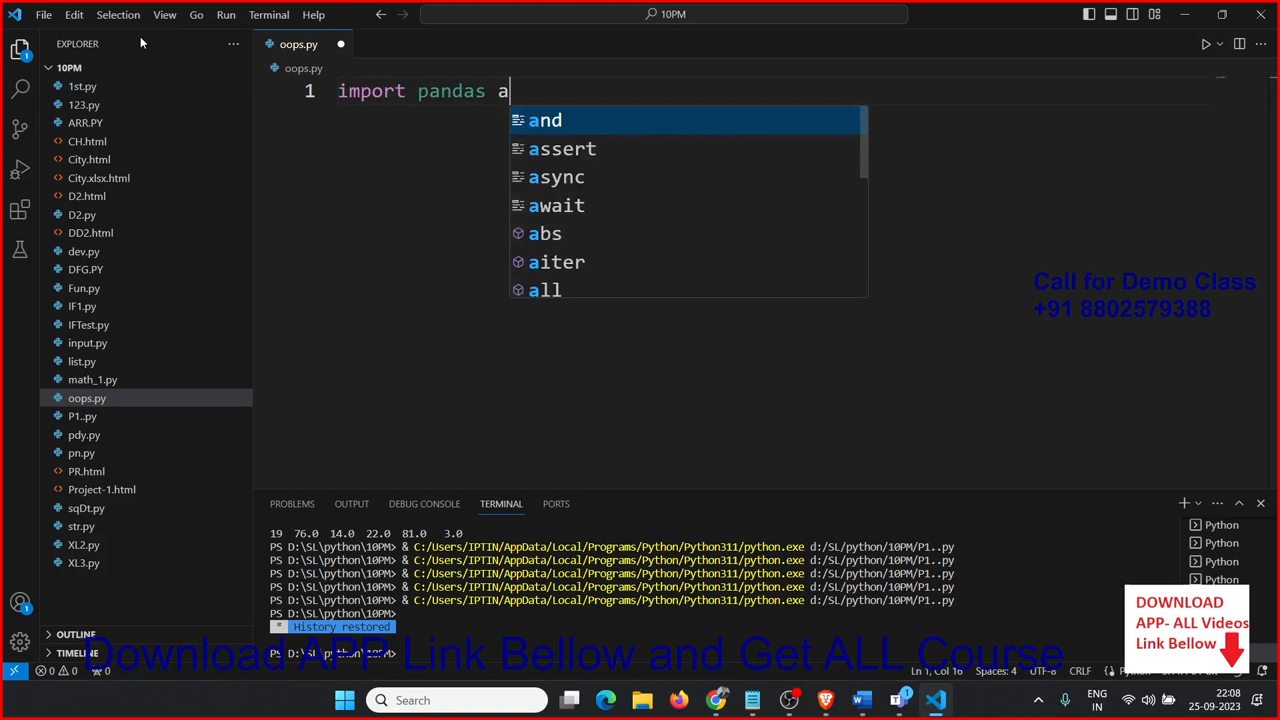 File Edit Selection View Go Run Terminal Help
10PM
EXPLORER
oops.py
10PM
oops.py
1st.py
123.py
ARR.PY
CH.html
City.html
City.xlsx.html
D2.html
D2.py
DD2.html
dev.py
DFG.PY
Fun.py
IF1.py
IFTest.py
input.py
list.py
math_1.py
oops.py
P1..py
pdy.py
pn.py
PR.html
Project-1.html
sqDt.py
str.py
XL2.py
XL3.py
OUTLINE
TIMELINE
1 import pandas a
and
assert
async
await
abs
aiter
all
Call for Demo Class
+91 8802579388
PROBLEMS OUTPUT DEBUG CONSOLE TERMINAL PORTS
19 76.0 14.0 22.0 81.0 3.0
PS D:\SL\python\10PM> & C:/Users/IPTIN/AppData/Local/Programs/Python/Python311/python.exe d:/SL/python/10PM/P1..py
PS D:\SL\python\10PM> & C:/Users/IPTIN/AppData/Local/Programs/Python/Python311/python.exe d:/SL/python/10PM/P1..py
PS D:\SL\python\10PM> & C:/Users/IPTIN/AppData/Local/Programs/Python/Python311/python.exe d:/SL/python/10PM/P1..py
PS D:\SL\python\10PM> & C:/Users/IPTIN/AppData/Local/Programs/Python/Python311/python.exe d:/SL/python/10PM/P1..py
PS D:\SL\python\10PM> & C:/Users/IPTIN/AppData/Local/Programs/Python/Python311/python.exe d:/SL/python/10PM/P1..py
PS D:\SL\python\10PM>
* History restored
PS D:\SL\python\10PM>
Python
Python
Python
Python
DOWNLOAD
APP- ALL Videos
Link Bellow
Download APP Link Bellow and Get ALL Course
0 0 0 Ln 1, Col 16 Spaces: 4 UTF-8 CRLF
Search
ENG
IN
22:08
25-09-2023